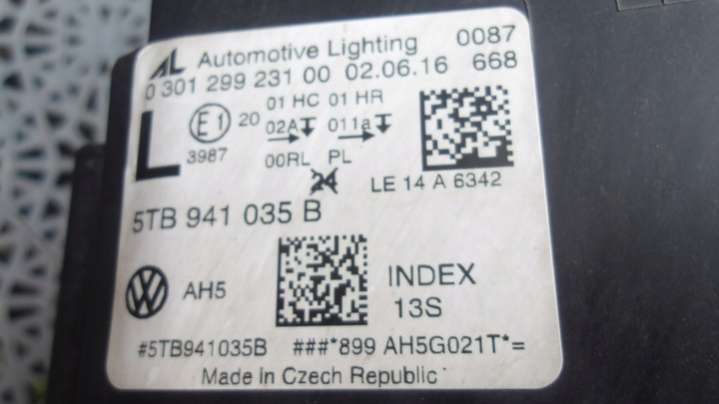 AL Automotive Lighting 0087
0 301 299 231 00 02.06.16 668
L E1 20 01 HC 01 HR
02A 011a
3987 00RL PL
24
LE 14 A 6342
5TB 941 035 B
VW AH5 INDEX
13S
#5TB941035B ###*899 AH5G021T*=
Made in Czech Republic